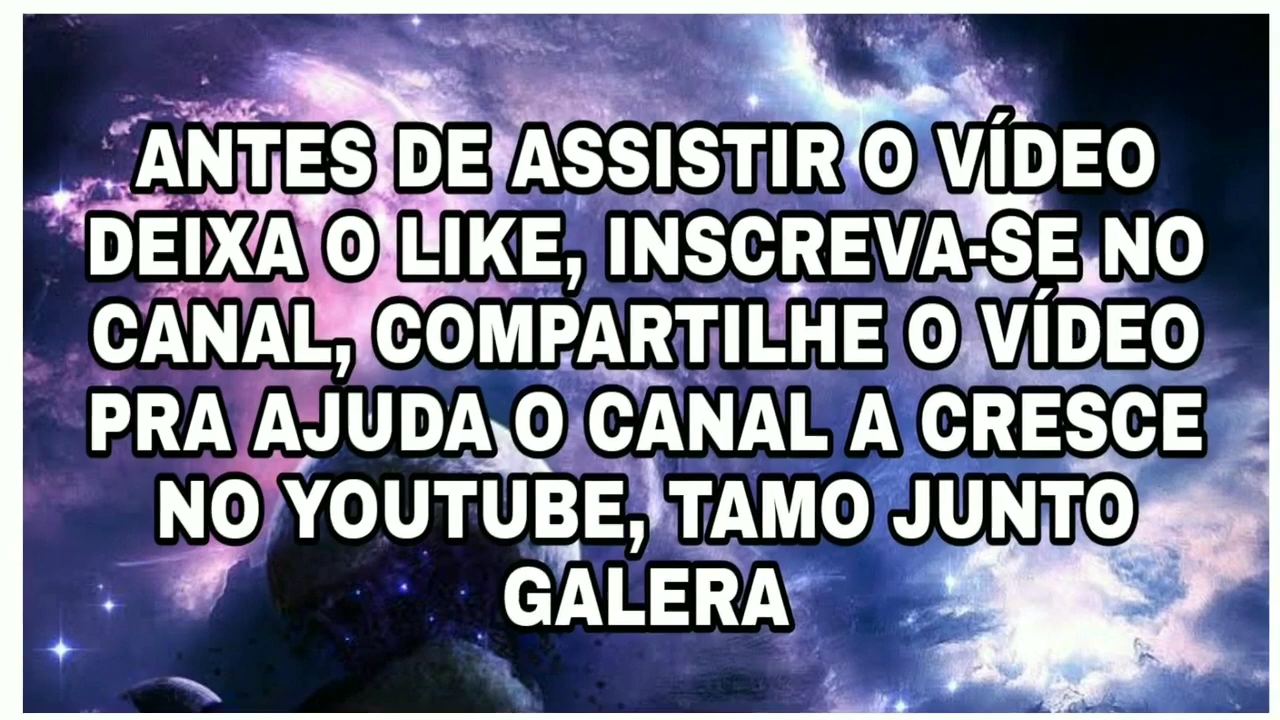 ANTES DE ASSISTIR O VÍDEO
DEIXA O LIKE, INSCREVA-SE NO
CANAL, COMPARTILHE O VÍDEO
PRA AJUDA O CANAL A CRESCE
NO YOUTUBE, TAMO JUNTO
GALERA